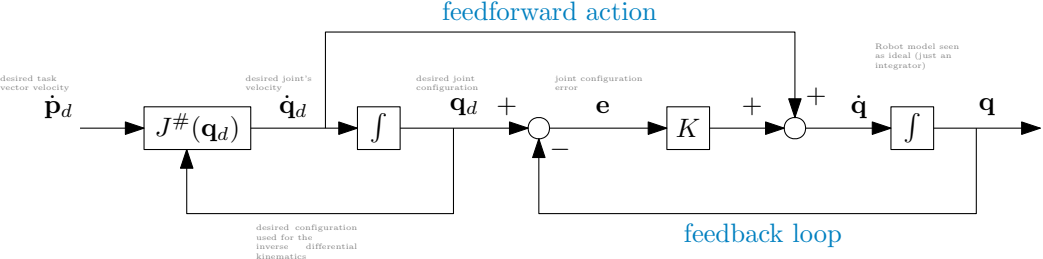 feedforward action
Robot model seen
as ideal (just an
integrator)
desired task
vector velocity
desired joint's
velocity
desired joint
configuration
joint configuration
error
ṗ_d
q̇_d
q_d
+
e
+
+
q̇
q
J^#(q_d)
∫
K
∫
−
desired configuration
used for the
inverse differential
kinematics
feedback loop